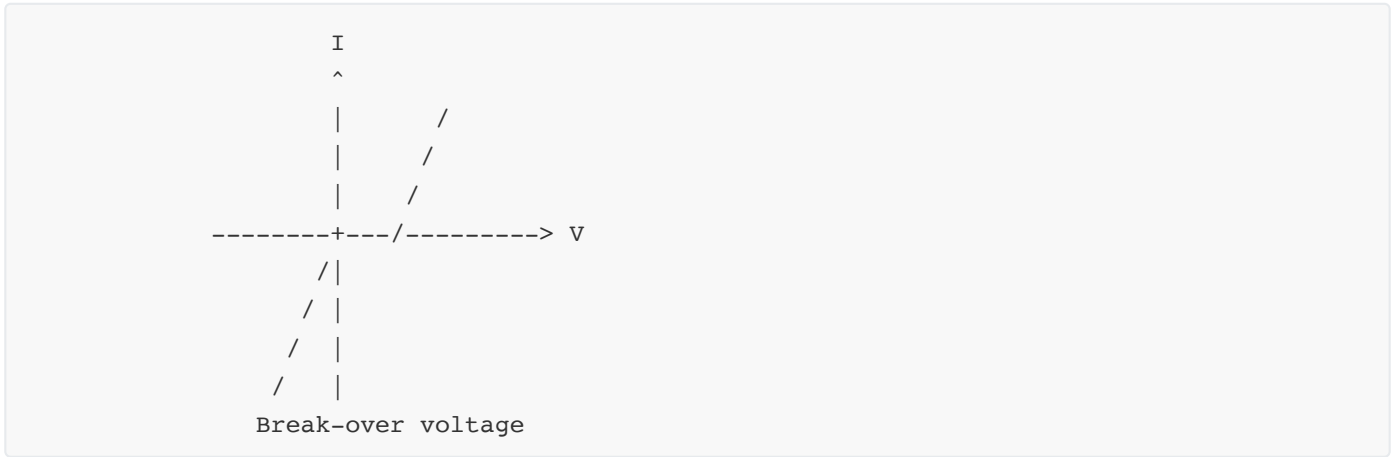 I
^
| /
| /
| /
--------+---/---------> V
/|
/ |
/ |
/ |
Break-over voltage